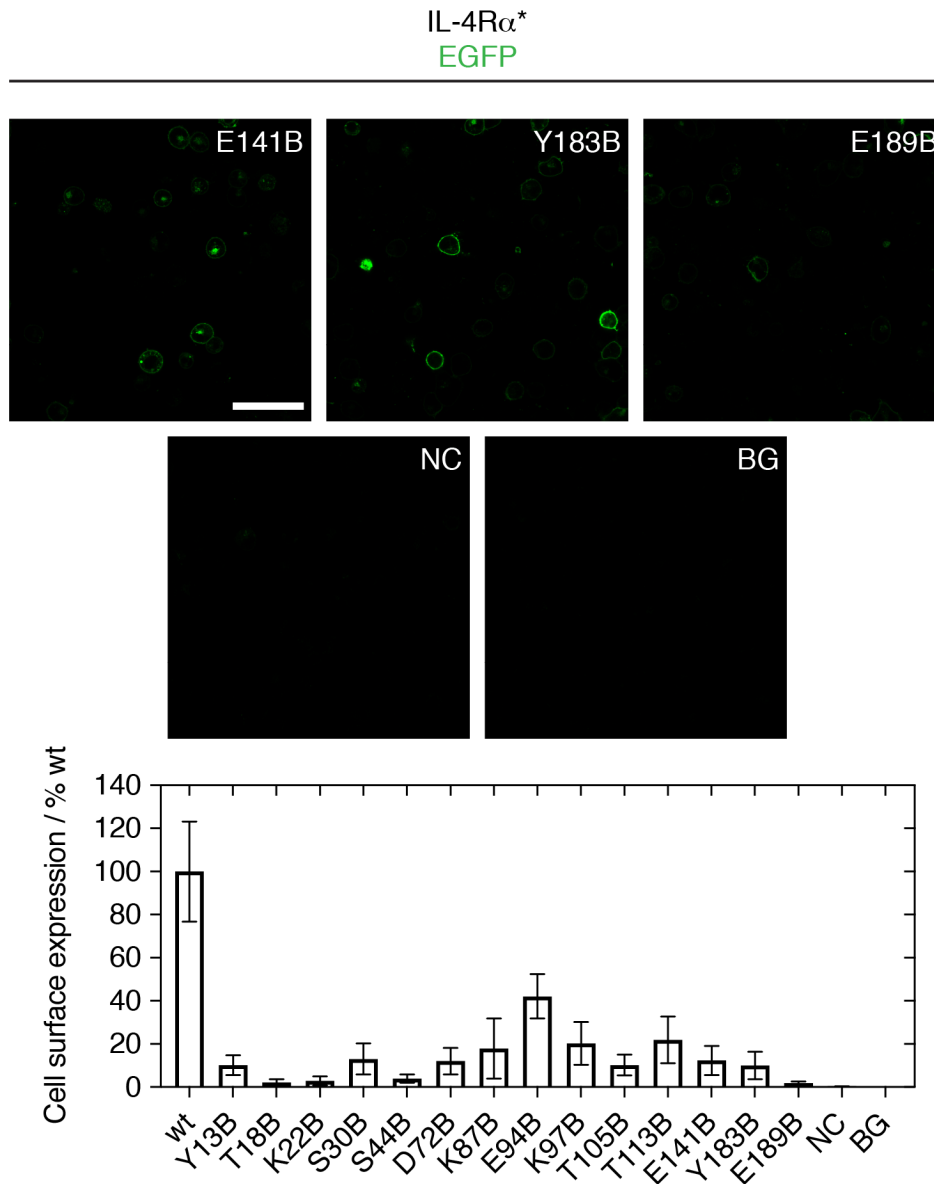 IL-4Rα*
EGFP
E141B Y183B E189B
NC BG
Cell surface expression / % wt
140
120
100
80
60
40
20
0
wt Y13B T18B K22B S30B S44B D72B K87B E94B K97B T105B T113B E141B Y183B E189B NC BG